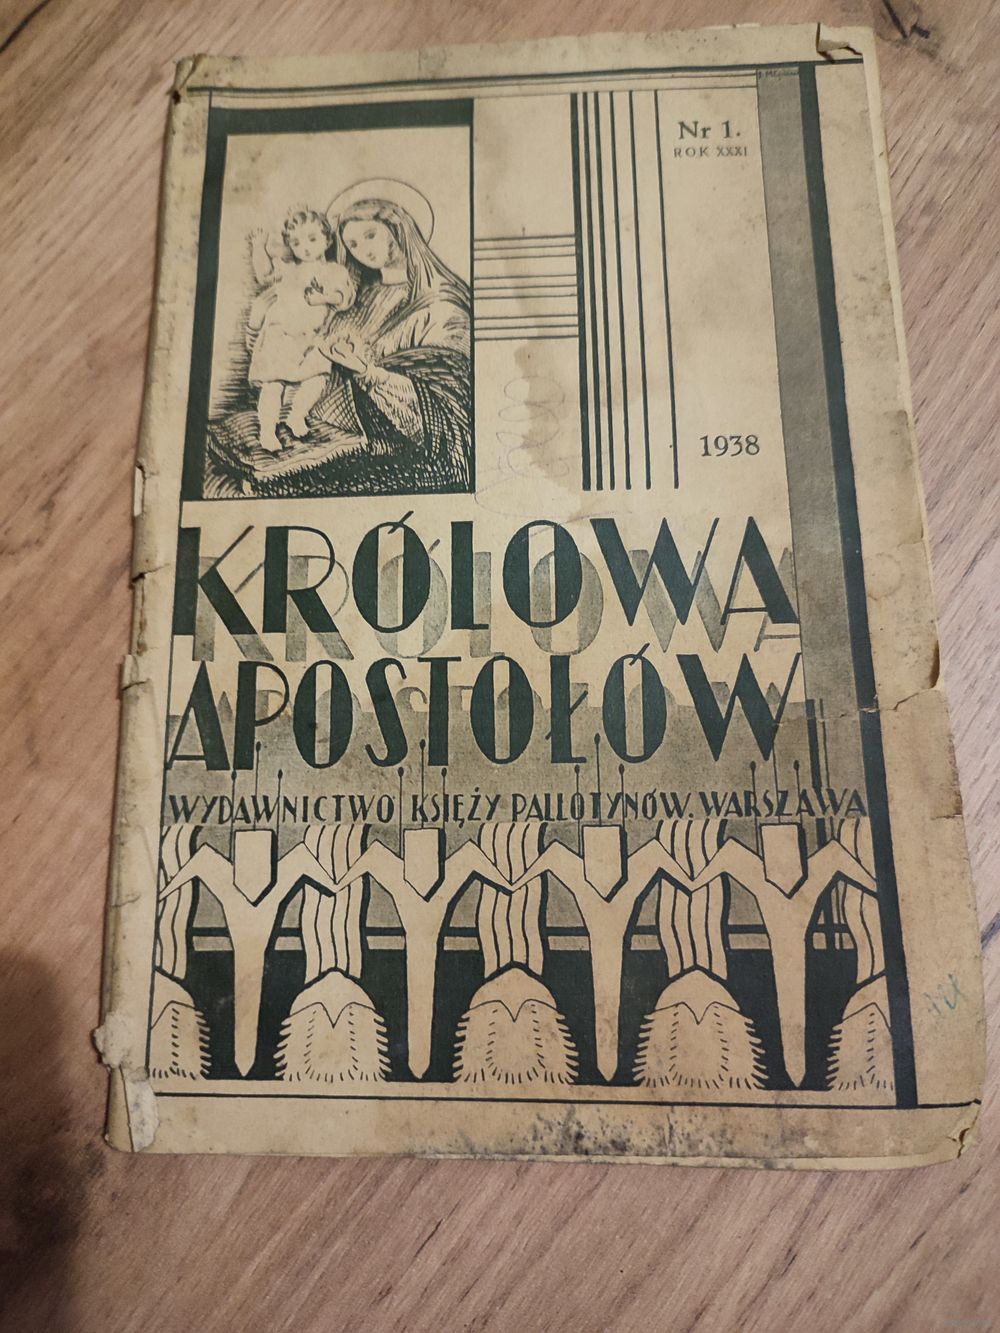 Nr 1.
ROK XXXI
1938
KRÓLOWA
APOSTOŁÓW
WYDAWNICTWO KSIĘŻY PALLOTYNÓW. WARSZAWA